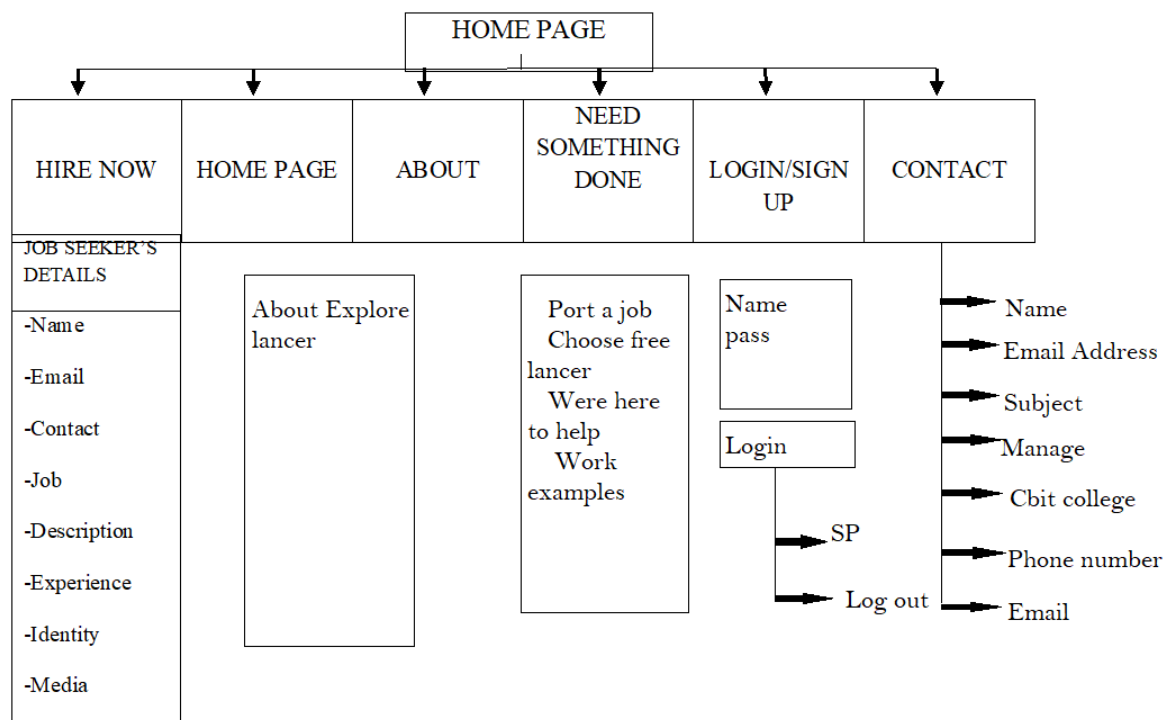 HOME PAGE
HIRE NOW
HOME PAGE
ABOUT
NEED
SOMETHING
DONE
LOGIN/SIGN
UP
CONTACT
JOB SEEKER’S
DETAILS
-Name
-Email
-Contact
-Job
-Description
-Experience
-Identity
-Media
About Explore
lancer
Port a job
Choose free
lancer
Were here
to help
Work
examples
Name
pass
Login
SP
Log out
Name
Email Address
Subject
Manage
Cbit college
Phone number
Email